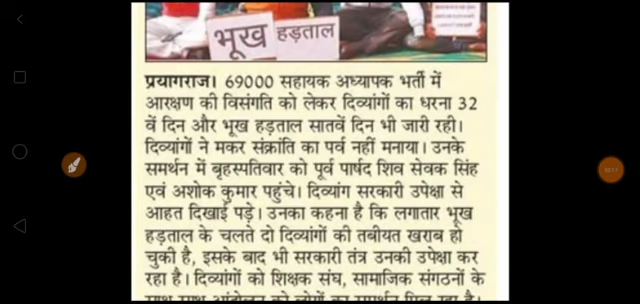 भूख हड़ताल
प्रयागराज। 69000 सहायक अध्यापक भर्ती में
आरक्षण की विसंगति को लेकर दिव्यांगों का धरना 32
वें दिन और भूख हड़ताल सातवें दिन भी जारी रही।
दिव्यांगों ने मकर संक्रांति का पर्व नहीं मनाया। उनके
समर्थन में बृहस्पतिवार को पूर्व पार्षद शिव सेवक सिंह
एवं अशोक कुमार पहुंचे। दिव्यांग सरकारी उपेक्षा से
आहत दिखाई पड़े। उनका कहना है कि लगातार भूख
हड़ताल के चलते दो दिव्यांगों की तबीयत खराब हो
चुकी है, इसके बाद भी सरकारी तंत्र उनकी उपेक्षा कर
रहा है। दिव्यांगों को शिक्षक संघ, सामाजिक संगठनों के